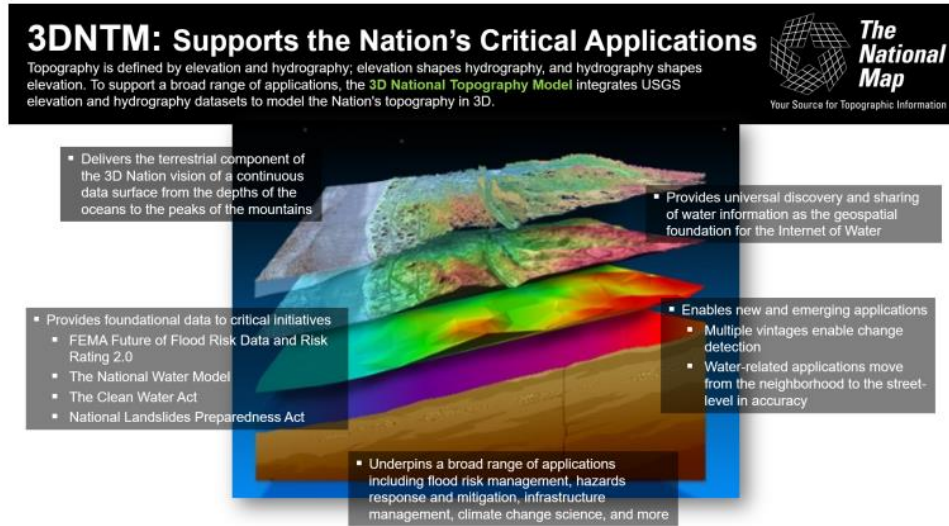 3DNTM: Supports the Nation's Critical Applications
Topography is defined by elevation and hydrography; elevation shapes hydrography, and hydrography shapes
elevation. To support a broad range of applications, the 3D National Topography Model integrates USGS
elevation and hydrography datasets to model the Nation's topography in 3D.
The
National
Map
Your Source for Topographic Information
▪ Delivers the terrestrial component of
the 3D Nation vision of a continuous
data surface from the depths of the
oceans to the peaks of the mountains
▪ Provides universal discovery and sharing
of water information as the geospatial
foundation for the Internet of Water
▪ Provides foundational data to critical initiatives
▪ FEMA Future of Flood Risk Data and Risk
Rating 2.0
▪ The National Water Model
▪ The Clean Water Act
▪ National Landslides Preparedness Act
▪ Enables new and emerging applications
▪ Multiple vintages enable change
detection
▪ Water-related applications move
from the neighborhood to the street-
level in accuracy
▪ Underpins a broad range of applications
including flood risk management, hazards
response and mitigation, infrastructure
management, climate change science, and more